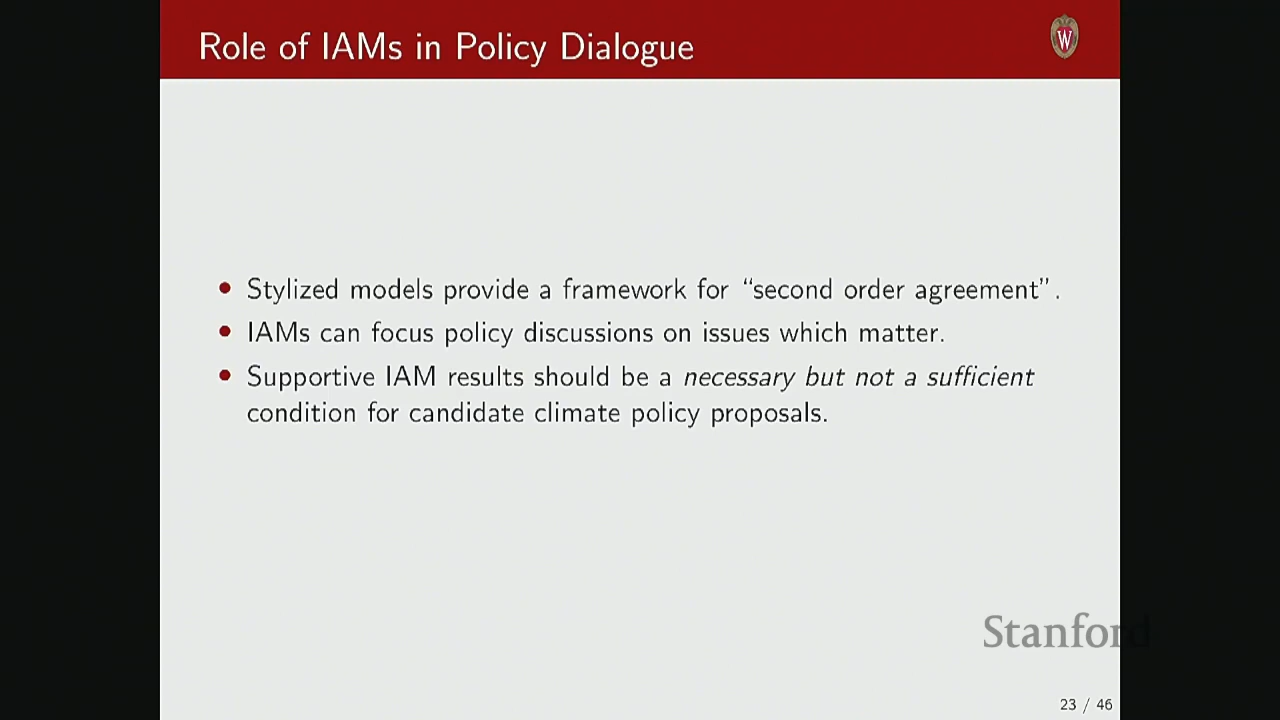 Role of IAMs in Policy Dialogue
W
• Stylized models provide a framework for “second order agreement”.
• IAMs can focus policy discussions on issues which matter.
• Supportive IAM results should be a necessary but not a sufficient
condition for candidate climate policy proposals.
Stanford
23 / 46